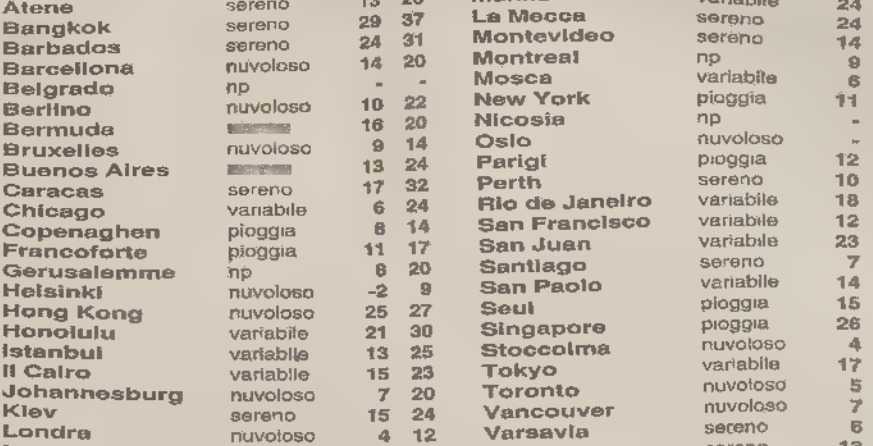 Atene sereno 13
Bangkok sereno 29 37
Barbados sereno 24 31
Barcellona nuvoloso 14 20
Belgrado np - -
Berlino nuvoloso 10 22
Bermuda 16 20
Bruxelles nuvoloso 9 14
Buenos Aires 13 24
Caracas sereno 17 32
Chicago variabile 6 24
Copenaghen pioggia 8 14
Francoforte pioggia 11 17
Gerusalemme np 8 20
Helsinki nuvoloso -2 9
Hong Kong nuvoloso 25 27
Honolulu variabile 21 30
Istanbul variabile 13 25
Il Cairo variabile 15 23
Johannesburg nuvoloso 7 20
Kiev sereno 15 24
Londra nuvoloso 4 12
variabile 24
La Mecca sereno 24
Montevideo sereno 14
Montreal np 9
Mosca variabile 6
New York pioggia 11
Nicosia np -
Oslo nuvoloso -
Parigi pioggia 12
Perth sereno 10
Rio de Janeiro variabile 18
San Francisco variabile 12
San Juan variabile 23
Santiago sereno 7
San Paolo variabile 14
Seul pioggia 15
Singapore pioggia 26
Stoccolma nuvoloso 4
Tokyo variabile 17
Toronto nuvoloso 5
Vancouver nuvoloso 7
Varsavia sereno 6